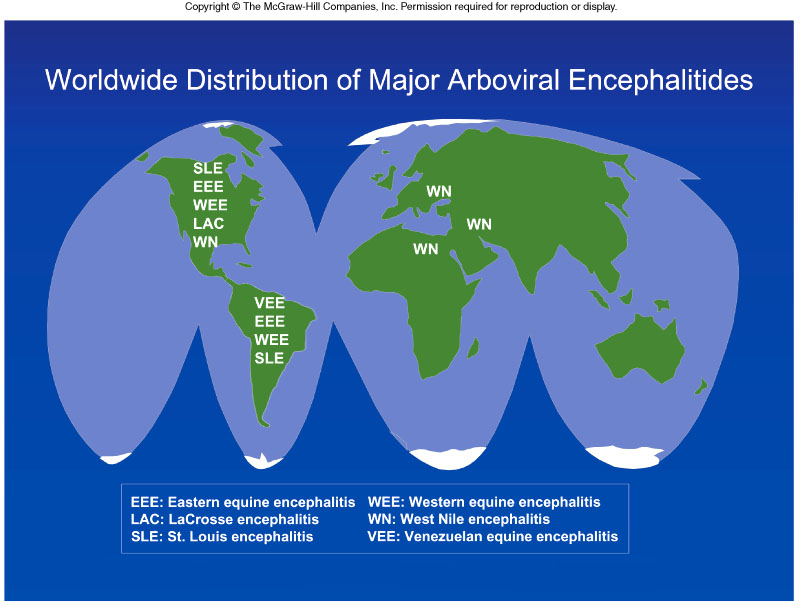 Copyright © The McGraw-Hill Companies, Inc. Permission required for reproduction or display.
Worldwide Distribution of Major Arboviral Encephalitides
SLE
EEE
WEE
LAC
WN
WN
WN
WN
VEE
EEE
WEE
SLE
EEE: Eastern equine encephalitis
WEE: Western equine encephalitis
LAC: LaCrosse encephalitis
WN: West Nile encephalitis
SLE: St. Louis encephalitis
VEE: Venezuelan equine encephalitis